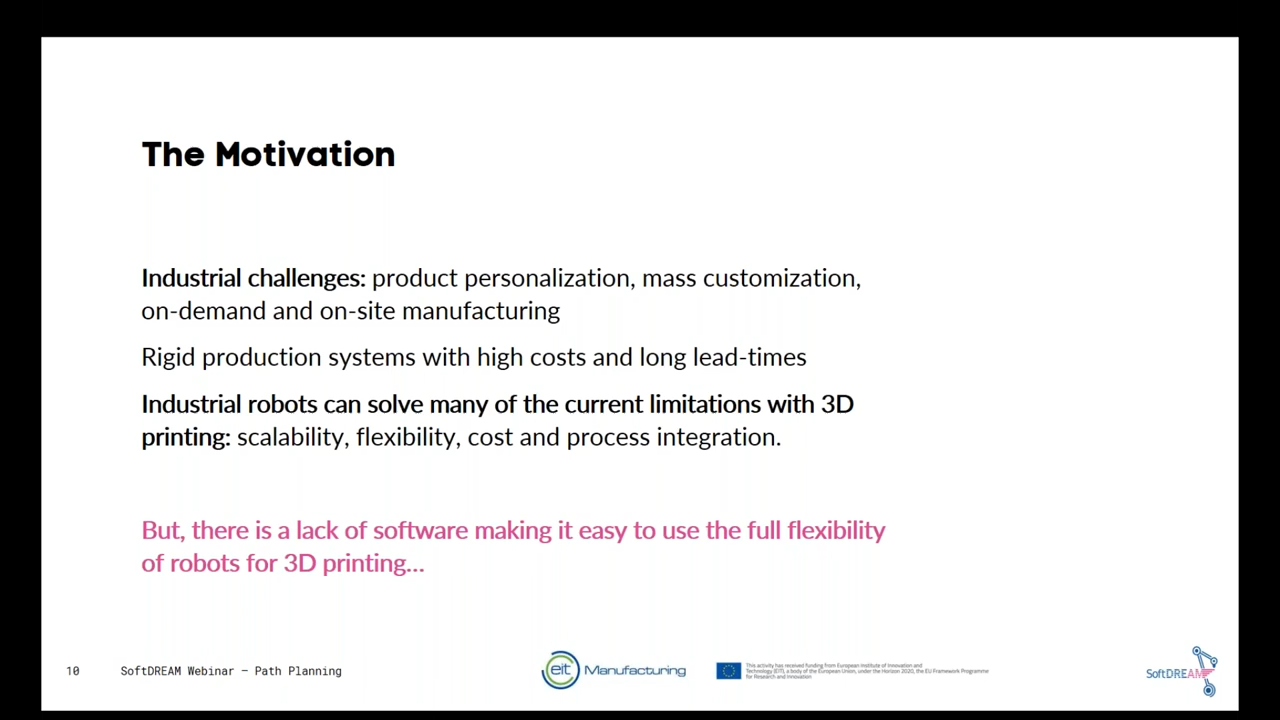 The Motivation
Industrial challenges: product personalization, mass customization,
on-demand and on-site manufacturing
Rigid production systems with high costs and long lead-times
Industrial robots can solve many of the current limitations with 3D
printing: scalability, flexibility, cost and process integration.
But, there is a lack of software making it easy to use the full flexibility
of robots for 3D printing...
10 SoftDREAM Webinar – Path Planning
eit Manufacturing
This activity has received funding from European Institute of Innovation and
Technology (EIT), a body of the European Union, under the Horizon 2020, the EU Framework Programme
for Research and Innovation
SoftDREAM